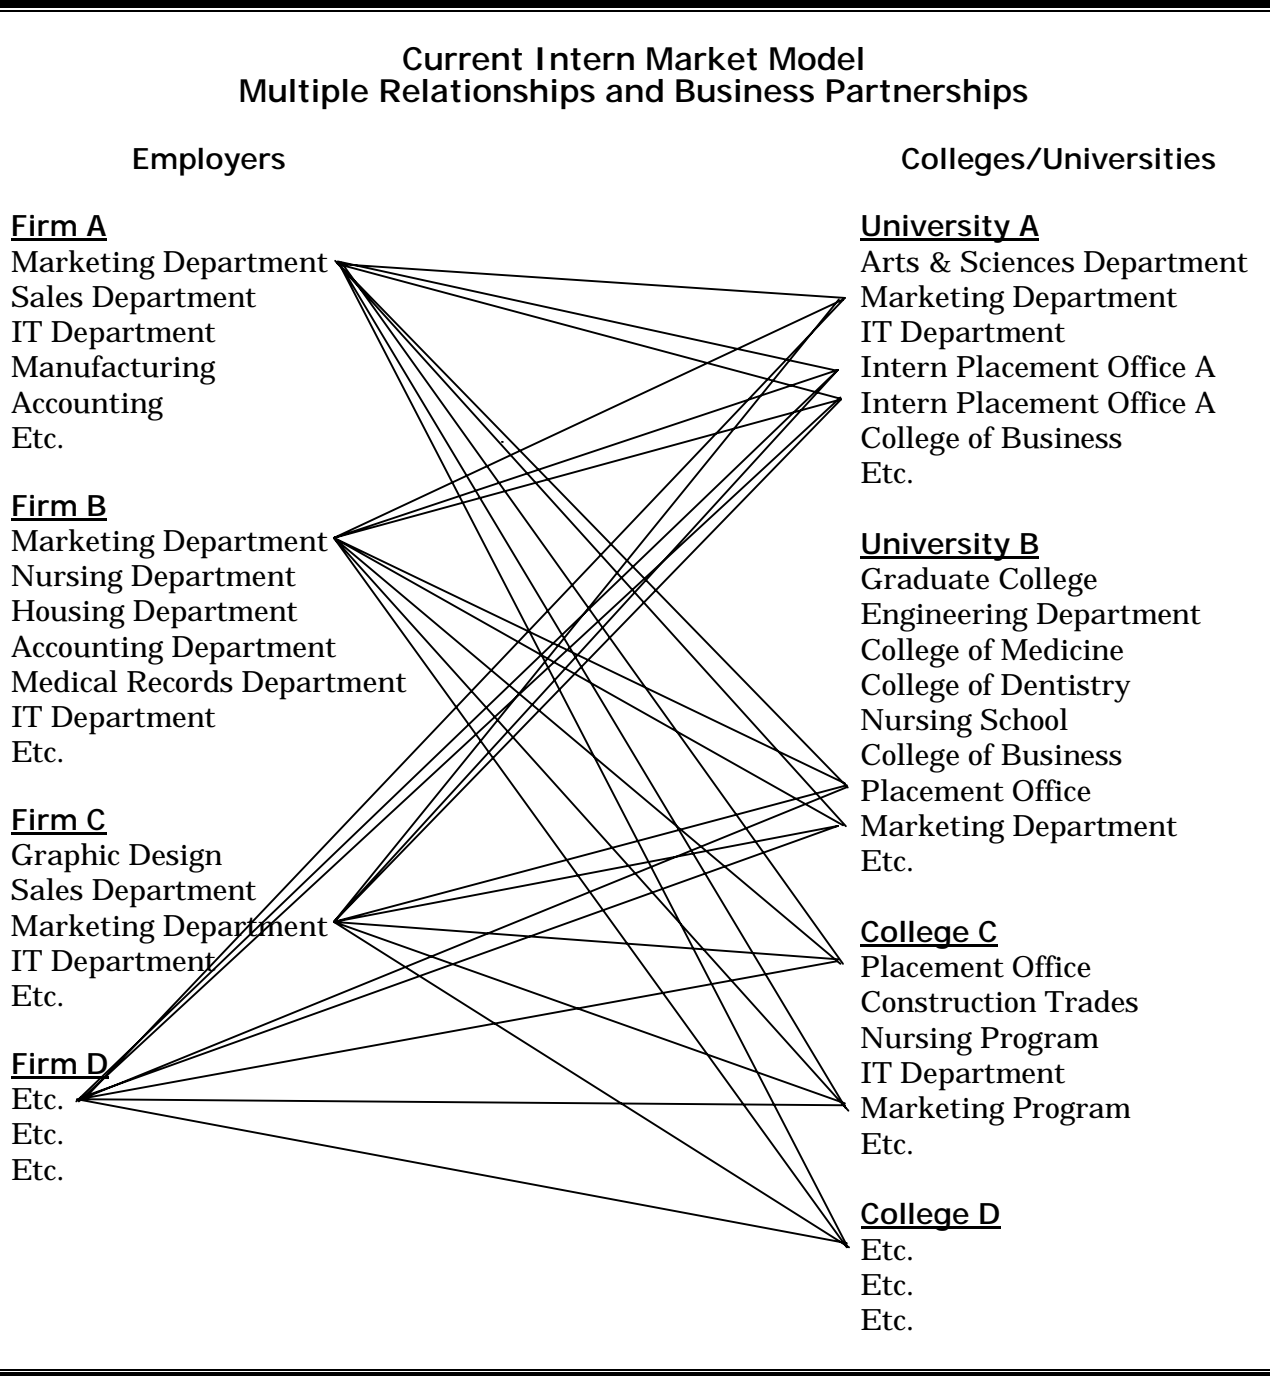 Current Intern Market Model
Multiple Relationships and Business Partnerships
Employers
Firm A
Marketing Department
Sales Department
IT Department
Manufacturing
Accounting
Etc.
Firm B
Marketing Department
Nursing Department
Housing Department
Accounting Department
Medical Records Department
IT Department
Etc.
Firm C
Graphic Design
Sales Department
Marketing Department
IT Department
Etc.
Firm D
Etc.
Etc.
Etc.
Colleges/Universities
University A
Arts & Sciences Department
Marketing Department
IT Department
Intern Placement Office A
Intern Placement Office A
College of Business
Etc.
University B
Graduate College
Engineering Department
College of Medicine
College of Dentistry
Nursing School
College of Business
Placement Office
Marketing Department
Etc.
College C
Placement Office
Construction Trades
Nursing Program
IT Department
Marketing Program
Etc.
College D
Etc.
Etc.
Etc.